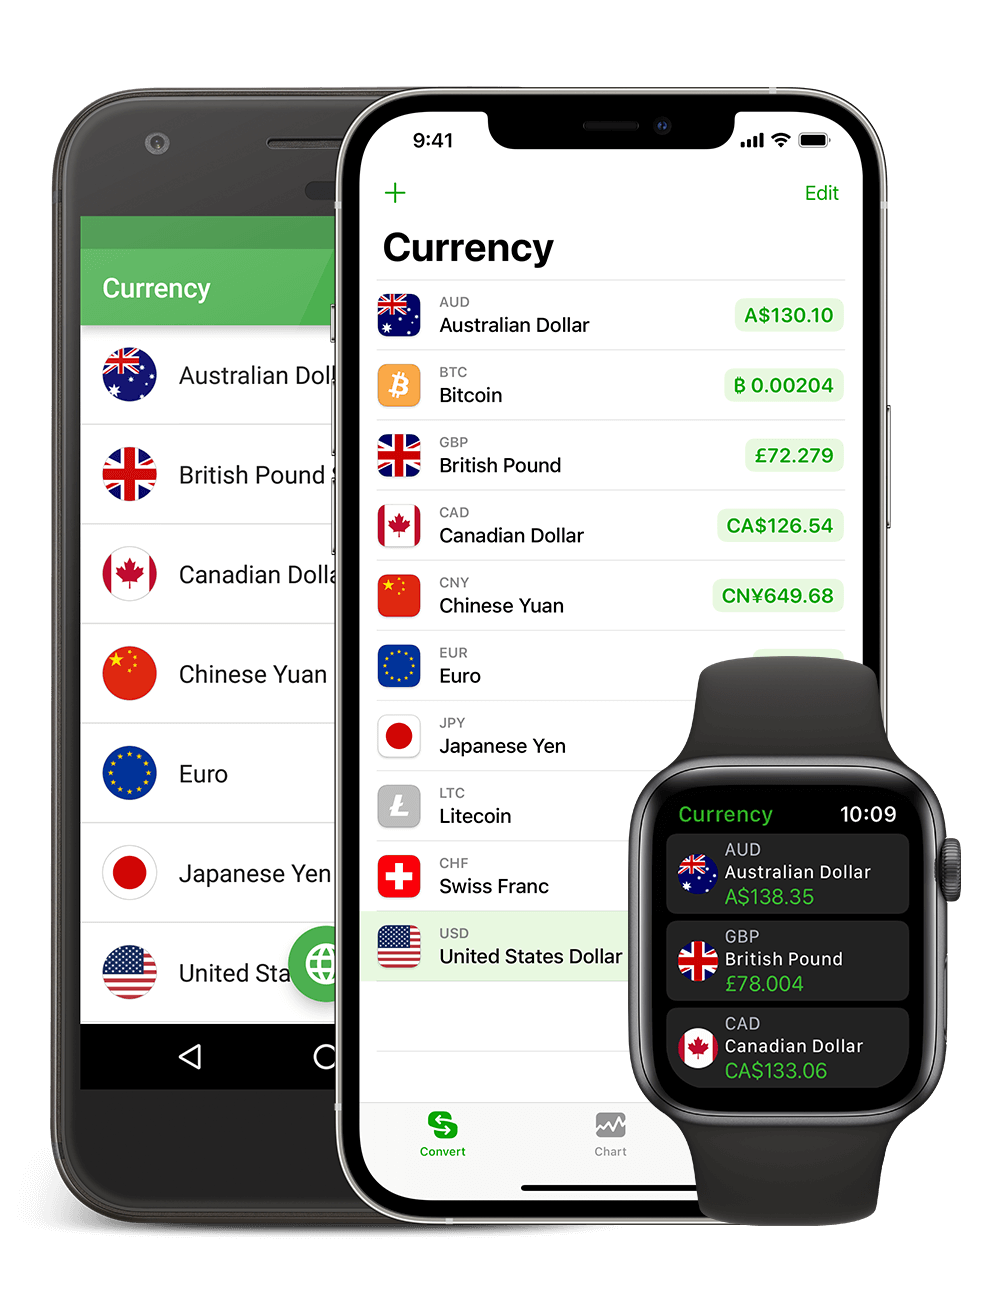 Currency
Australian Dol
British Pound
Canadian Doll
Chinese Yuan
Euro
Japanese Yen
United Sta
9:41
+
Edit
Currency
AUD
Australian Dollar
A$130.10
BTC
Bitcoin
₿ 0.00204
GBP
British Pound
£72.279
CAD
Canadian Dollar
CA$126.54
CNY
Chinese Yuan
CN¥649.68
EUR
Euro
JPY
Japanese Yen
LTC
Litecoin
CHF
Swiss Franc
USD
United States Dollar
Convert
Chart
Currency 10:09
AUD
Australian Dollar
A$138.35
GBP
British Pound
£78.004
CAD
Canadian Dollar
CA$133.06